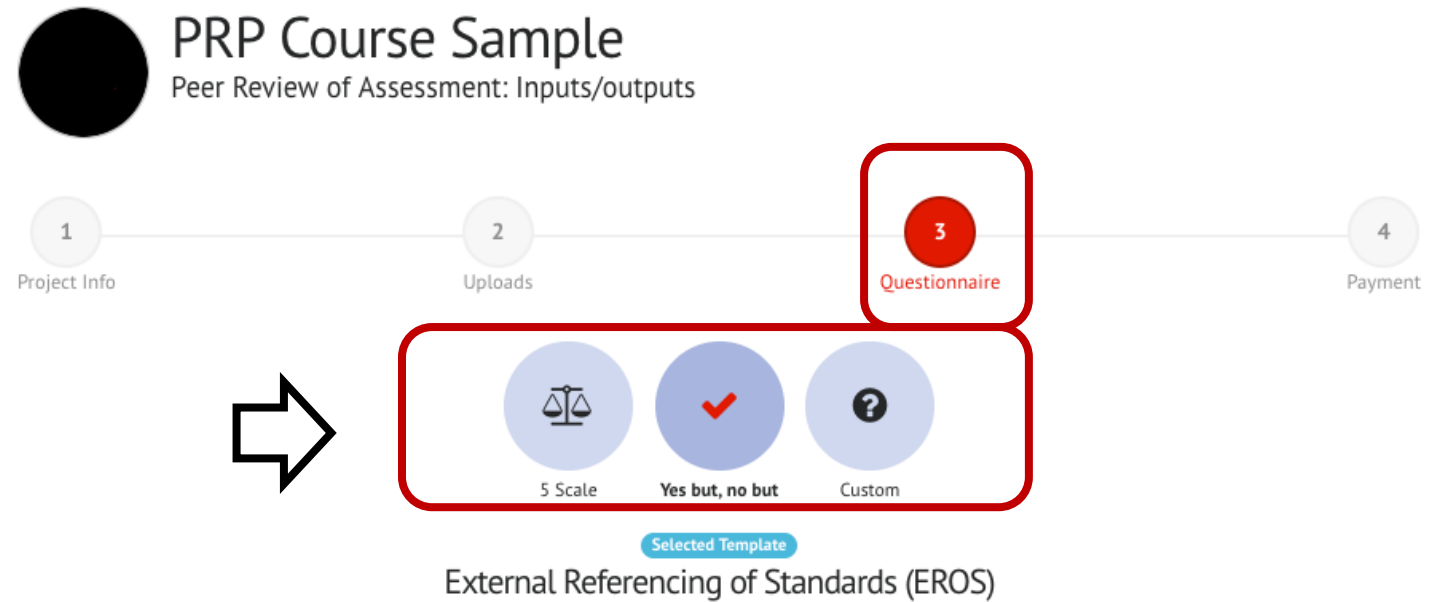 PRP Course Sample
Peer Review of Assessment: Inputs/outputs
1
2
3
4
Project Info
Uploads
Questionnaire
Payment
?
5 Scale
Yes but, no but
Custom
Selected Template
External Referencing of Standards (EROS)